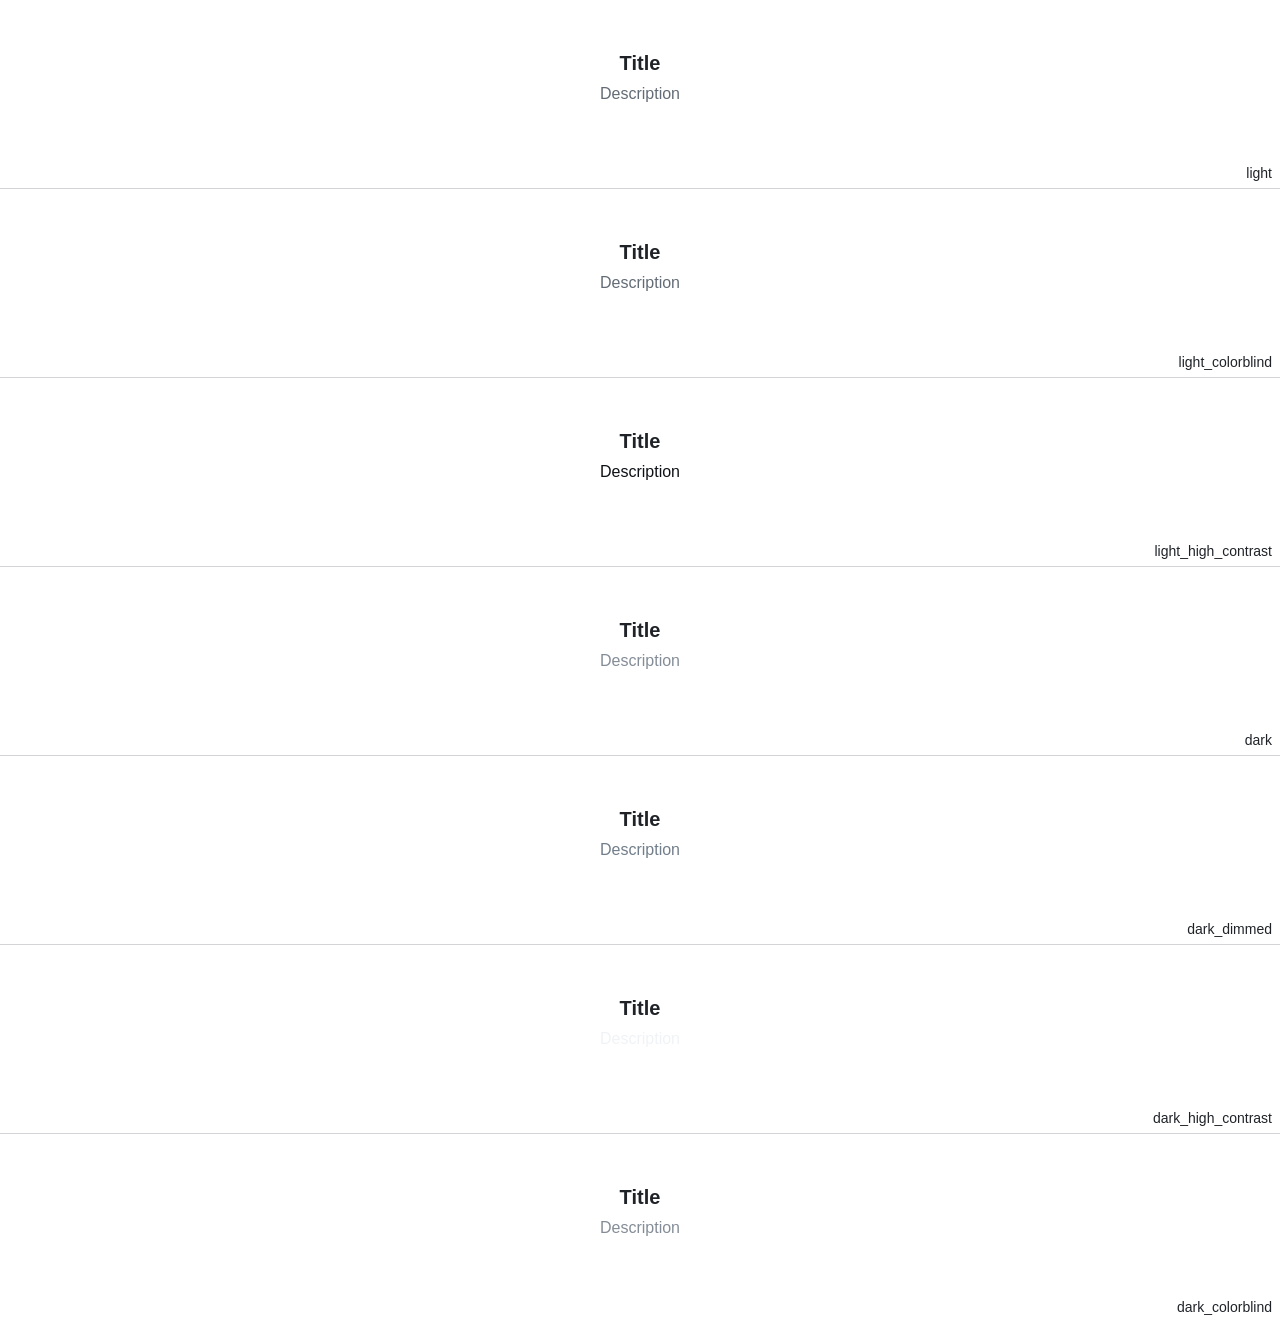 Title
Description
light
Title
Description
light_colorblind
Title
Description
light_high_contrast
Title
Description
dark
Title
Description
dark_dimmed
Title
Description
dark_high_contrast
Title
Description
dark_colorblind